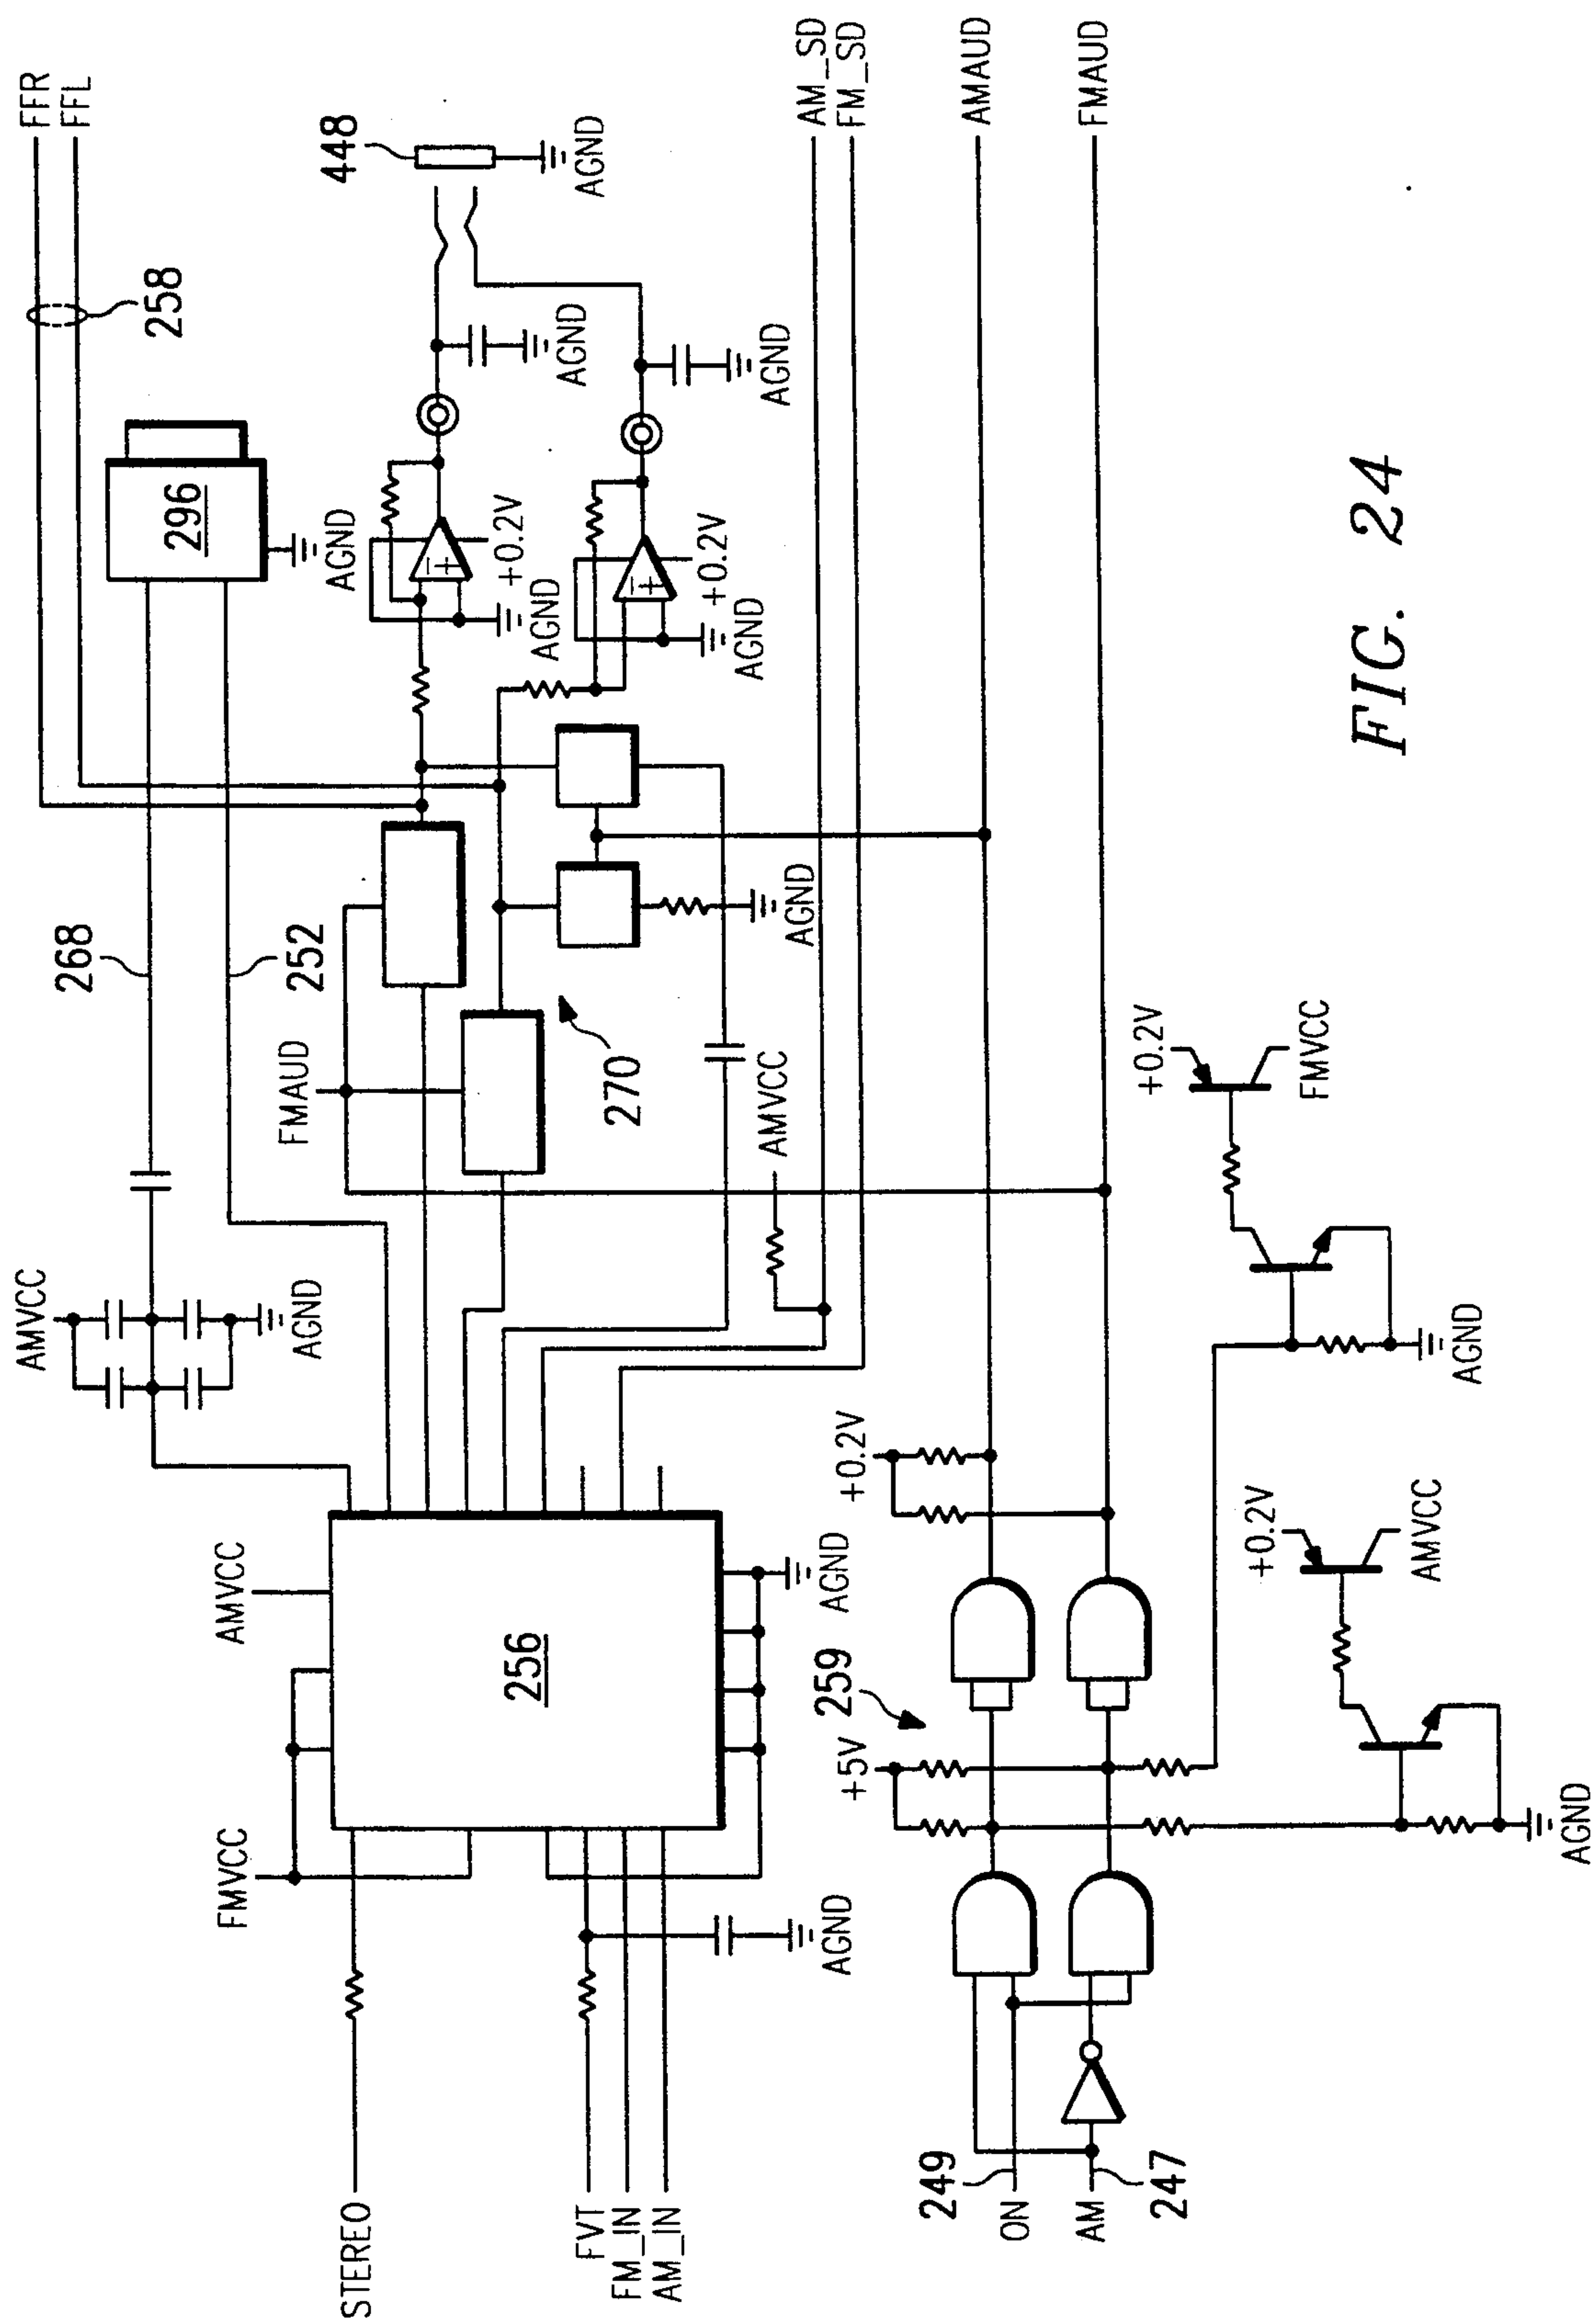 FFR
FFL
258
448
AGND
296
AGND
AGND
AGND
+0.2V
AGND
+0.2V
AGND
268
252
AMVCC
AGND
FMAUD
270
AGND
AMVCC
AM_SD
FM_SD
AMAUD
FMAUD
AMVCC
FMVCC
256
AGND
STEREO
FVT
FM_IN
AM_IN
AGND
259
+5V
+0.2V
249
ON
AM
247
+0.2V
FMVCC
AGND
+0.2V
AMVCC
AGND
FIG. 24